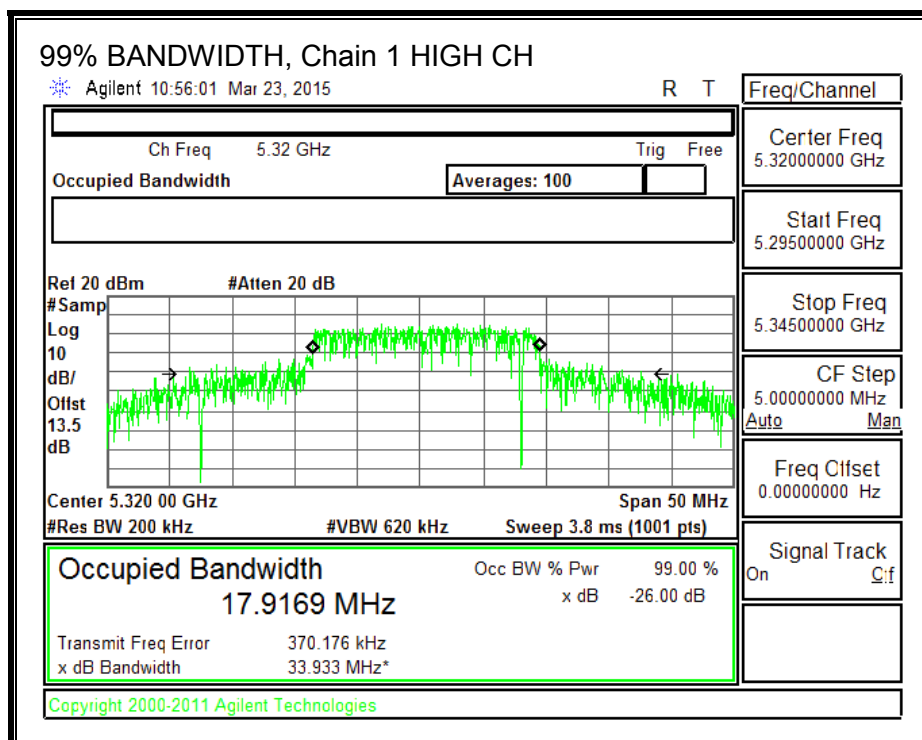 99% BANDWIDTH, Chain 1 HIGH CH
Agilent 10:56:01 Mar 23, 2015 R T
Freq/Channel
Ch Freq 5.32 GHz Trig Free
Occupied Bandwidth Averages: 100
Center Freq
5.32000000 GHz
Start Freq
5.29500000 GHz
Stop Freq
5.34500000 GHz
CF Step
5.00000000 MHz
Auto Man
Freq Offset
0.00000000 Hz
Signal Track
On Off
Ref 20 dBm #Atten 20 dB
#Samp
Log
10
dB/
Offst
13.5
dB
Center 5.320 00 GHz Span 50 MHz
#Res BW 200 kHz #VBW 620 kHz Sweep 3.8 ms (1001 pts)
Occupied Bandwidth
17.9169 MHz
Occ BW % Pwr 99.00 %
x dB -26.00 dB
Transmit Freq Error 370.176 kHz
x dB Bandwidth 33.933 MHz*
Copyright 2000-2011 Agilent Technologies